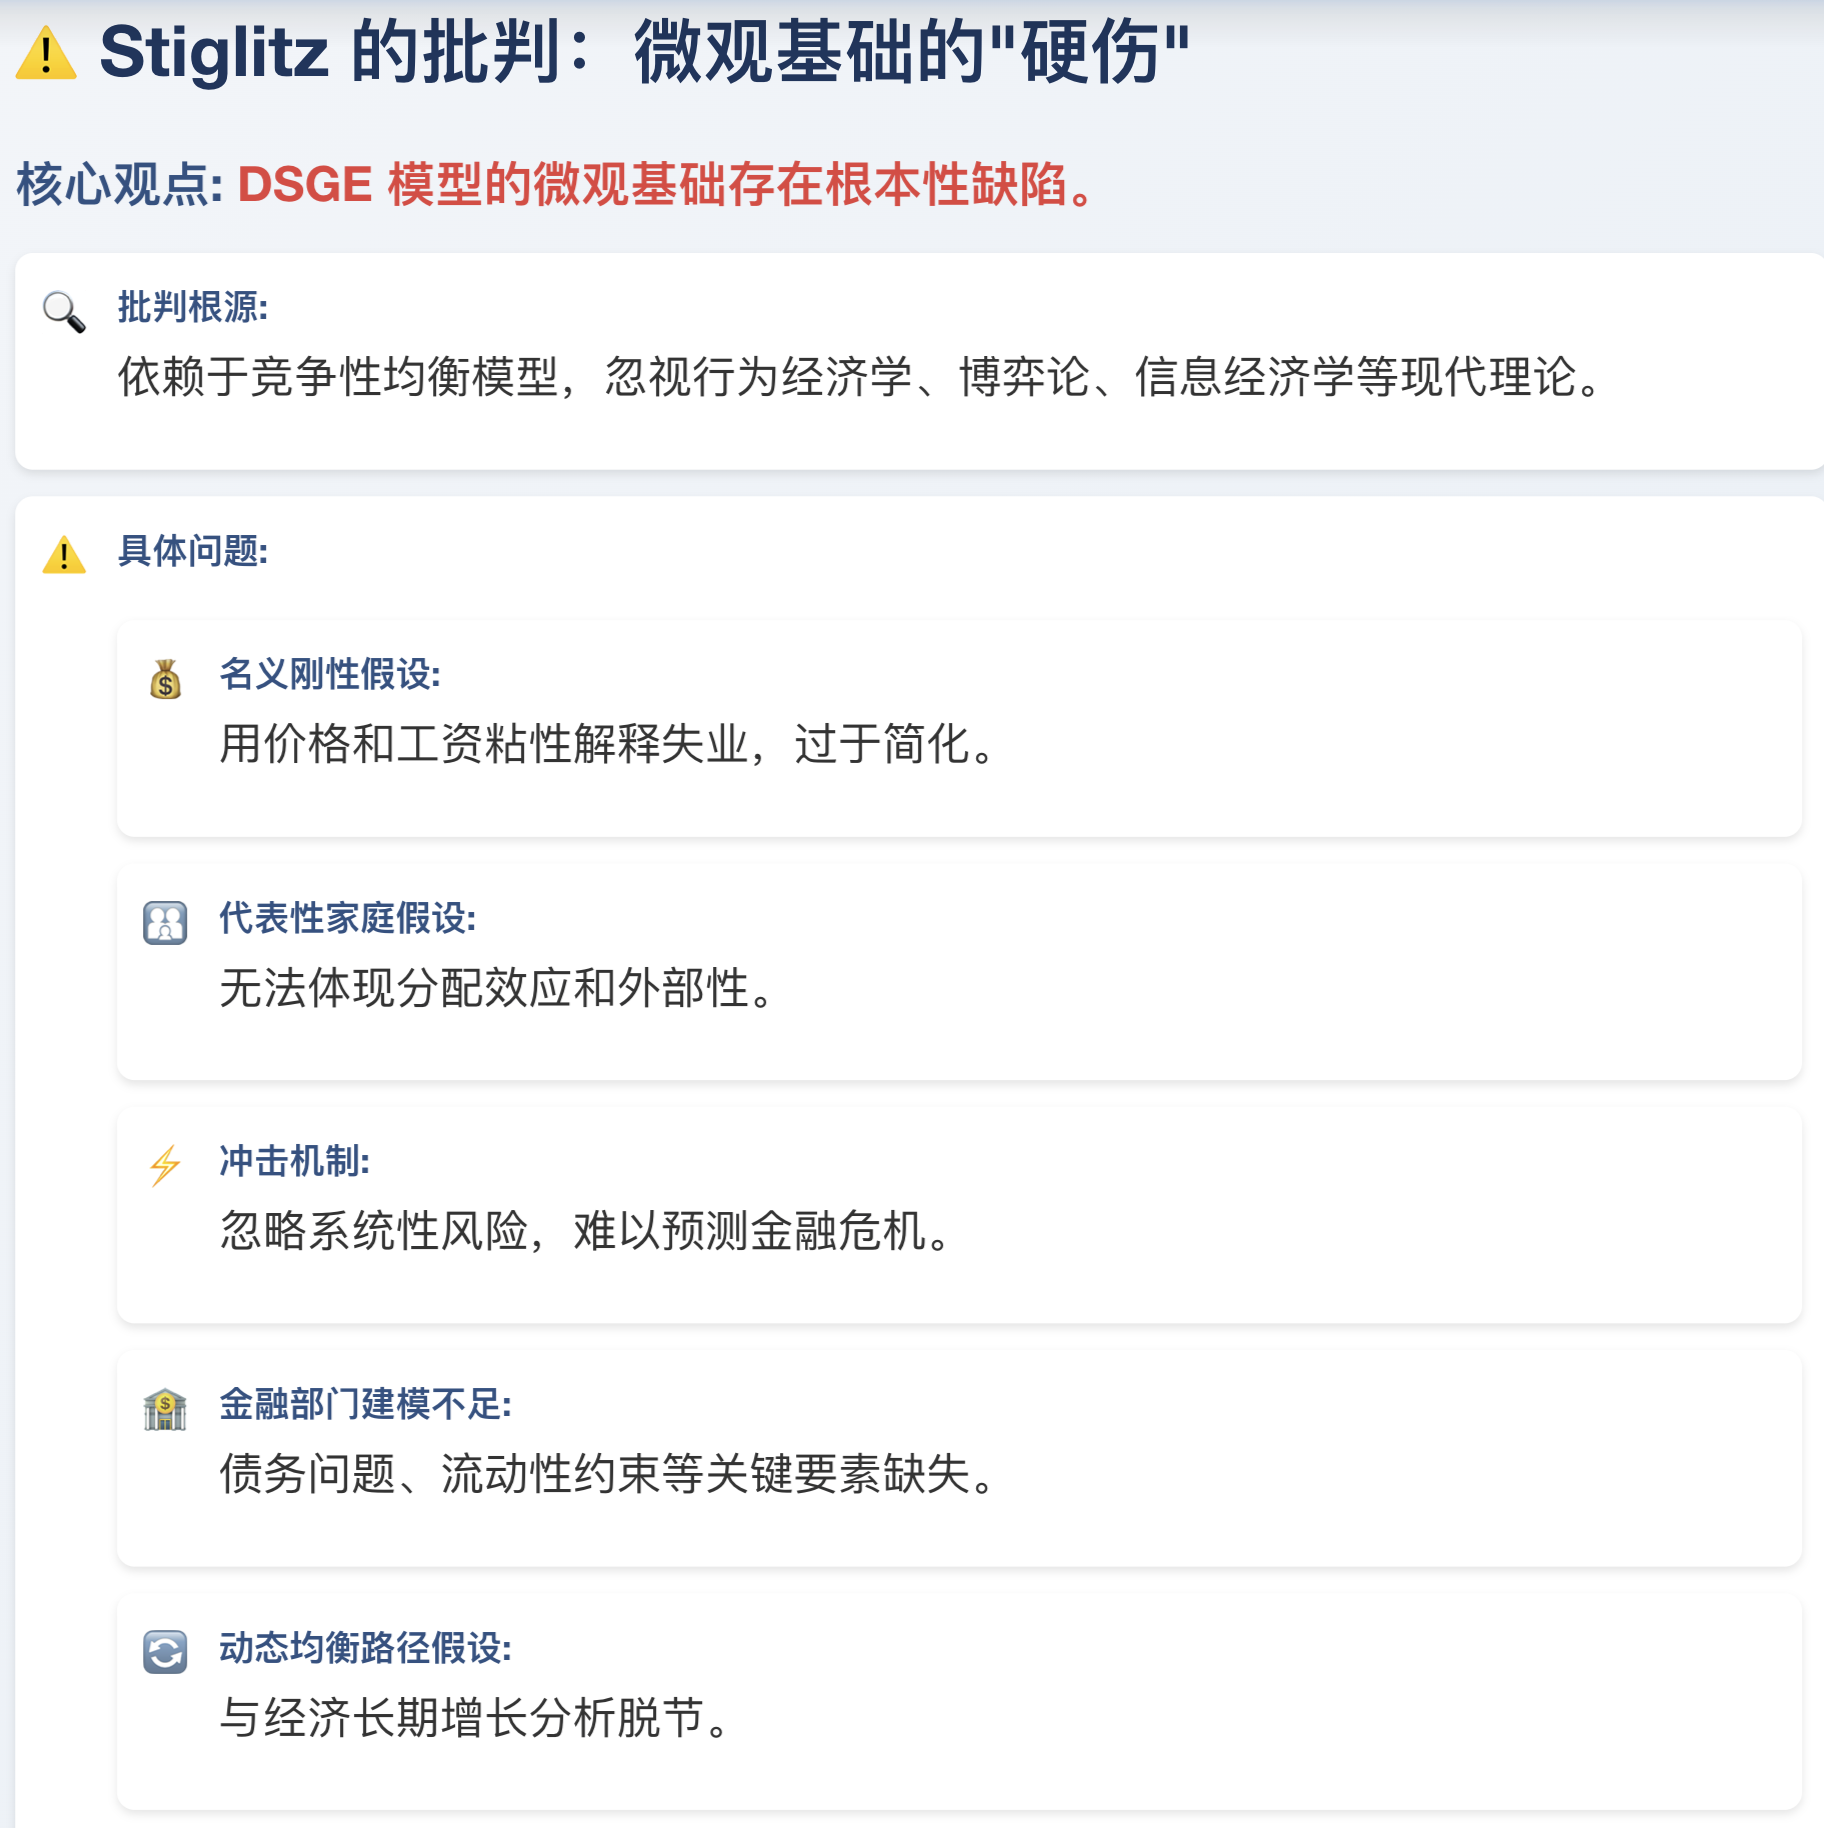 Stiglitz 的批判：微观基础的"硬伤"
核心观点: DSGE 模型的微观基础存在根本性缺陷。
批判根源:
依赖于竞争性均衡模型，忽视行为经济学、博弈论、信息经济学等现代理论。
具体问题:
名义刚性假设:
用价格和工资粘性解释失业，过于简化。
代表性家庭假设:
无法体现分配效应和外部性。
冲击机制:
忽略系统性风险，难以预测金融危机。
金融部门建模不足:
债务问题、流动性约束等关键要素缺失。
动态均衡路径假设:
与经济长期增长分析脱节。